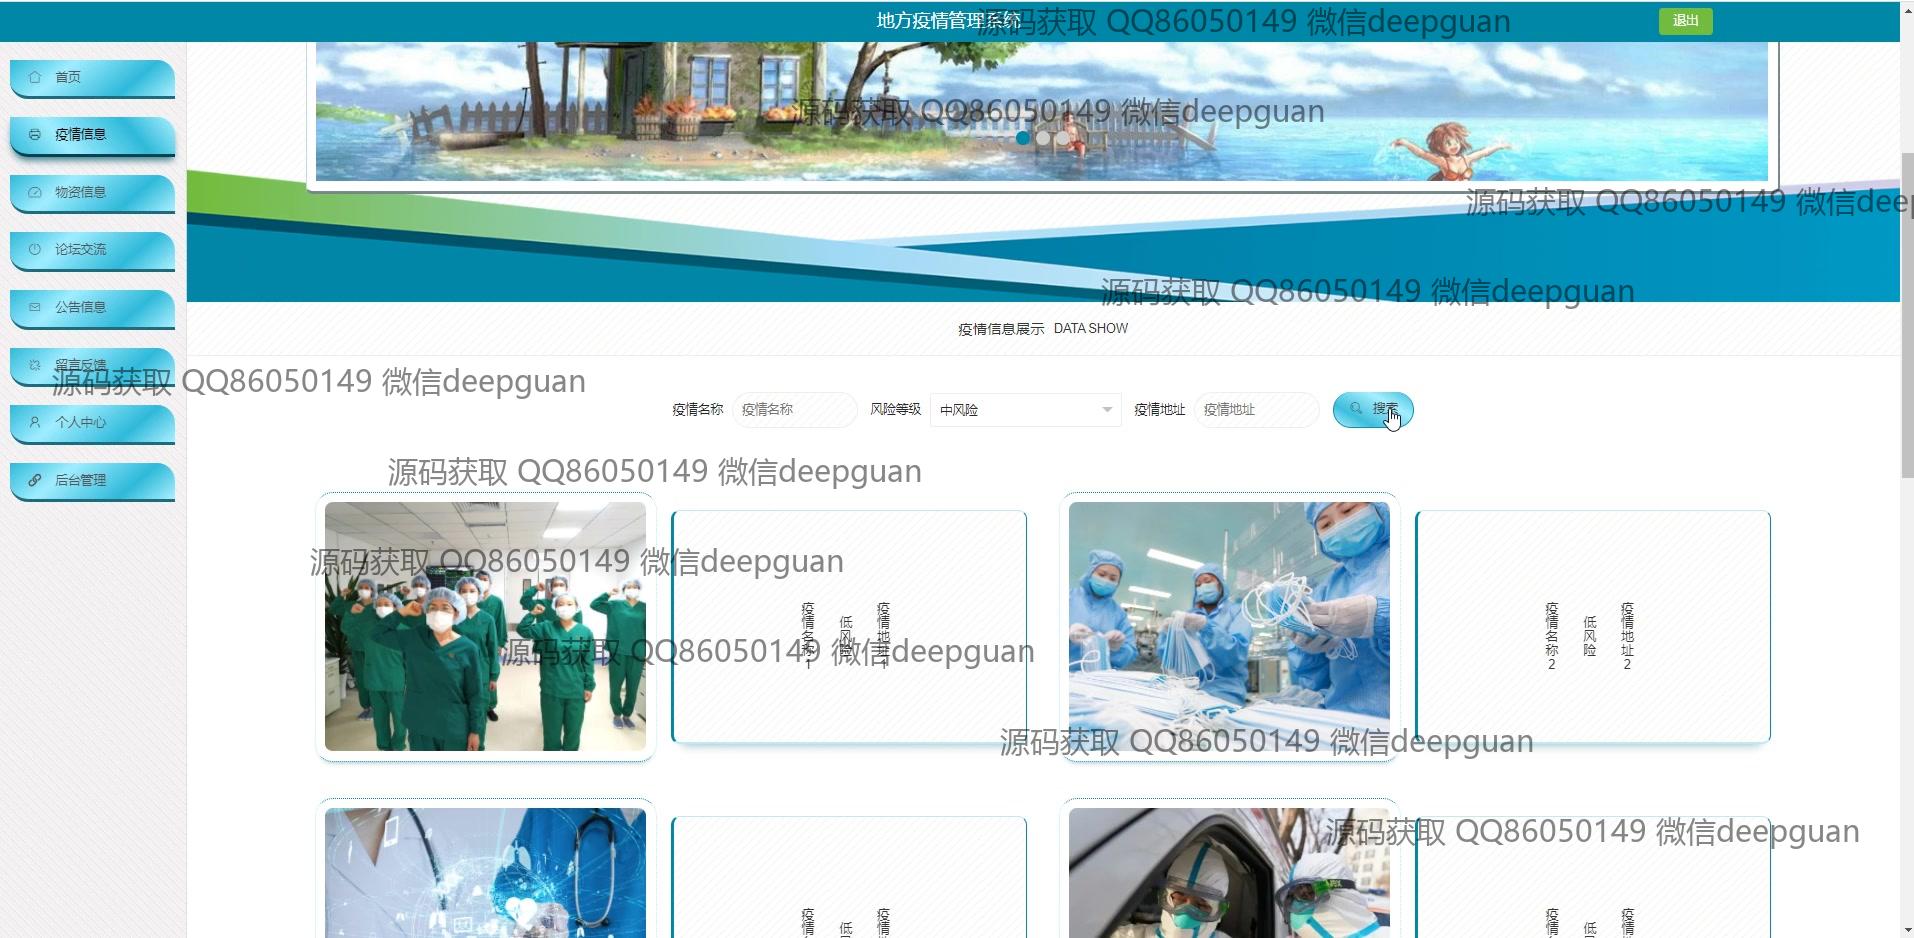 地方疫情管理系统
源码获取 QQ86050149 微信deepguan
退出
首页
源码获取 QQ86050149 微信deepguan
疫情信息
物资信息
源码获取 QQ86050149 微信deep
论坛交流
源码获取 QQ86050149 微信deepguan
公告信息
疫情信息展示 DATA SHOW
留言反馈
源码获取 QQ86050149 微信deepguan
疫情名称 疫情名称 风险等级 中风险 疫情地址 疫情地址 搜索
个人中心
源码获取 QQ86050149 微信deepguan
后台管理
源码获取 QQ86050149 微信deepguan
疫情名称1
低风险
疫情地址1
疫情名称2
低风险
疫情地址2
源码获取 QQ86050149 微信deepguan
源码获取 QQ86050149 微信deepguan
源码获取 QQ86050149 微信deepguan
疫情
低
疫情
疫情
低
疫情